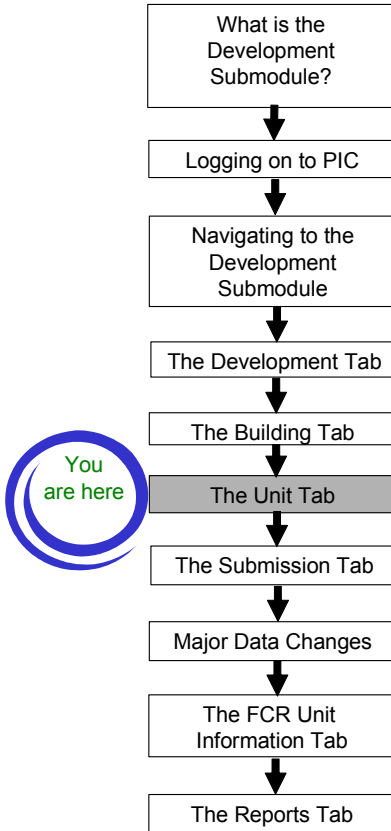 What is the
Development
Submodule?
Logging on to PIC
Navigating to the
Development
Submodule
The Development Tab
The Building Tab
You
are here
The Unit Tab
The Submission Tab
Major Data Changes
The FCR Unit
Information Tab
The Reports Tab